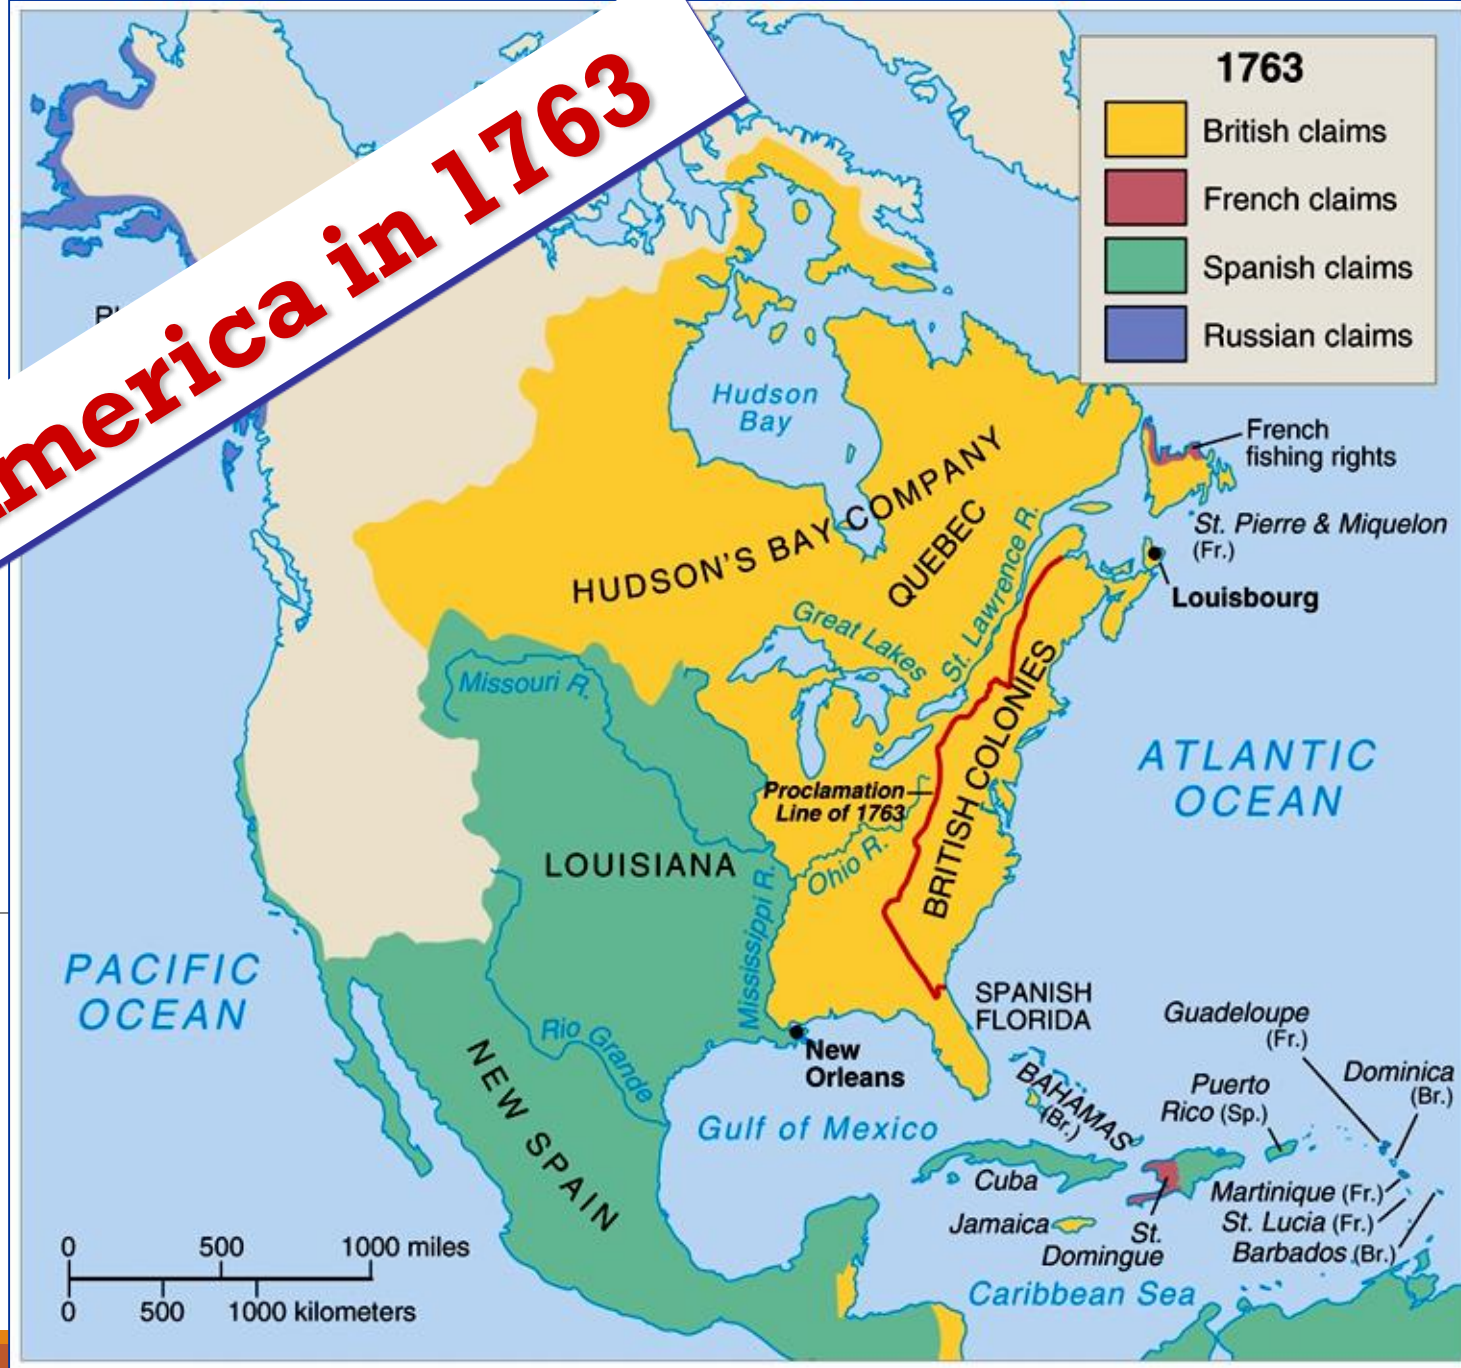 America in 1763
1763
British claims
French claims
Spanish claims
Russian claims
Hudson
Bay
French
fishing rights
HUDSON'S BAY COMPANY
QUEBEC
St. Lawrence R.
St. Pierre & Miquelon
(Fr.)
Louisbourg
Great Lakes
Missouri R.
BRITISH COLONIES
ATLANTIC
OCEAN
Proclamation
Line of 1763
Ohio R.
LOUISIANA
Mississippi R.
PACIFIC
OCEAN
SPANISH
FLORIDA
New
Orleans
Rio Grande
NEW SPAIN
Gulf of Mexico
BAHAMAS
(Br.)
Guadeloupe
(Fr.)
Dominica
(Br.)
Puerto
Rico (Sp.)
Cuba
Martinique (Fr.)
Jamaica
St.
Domingue
St. Lucia (Fr.)
Barbados (Br.)
Caribbean Sea
0 500 1000 miles
0 500 1000 kilometers